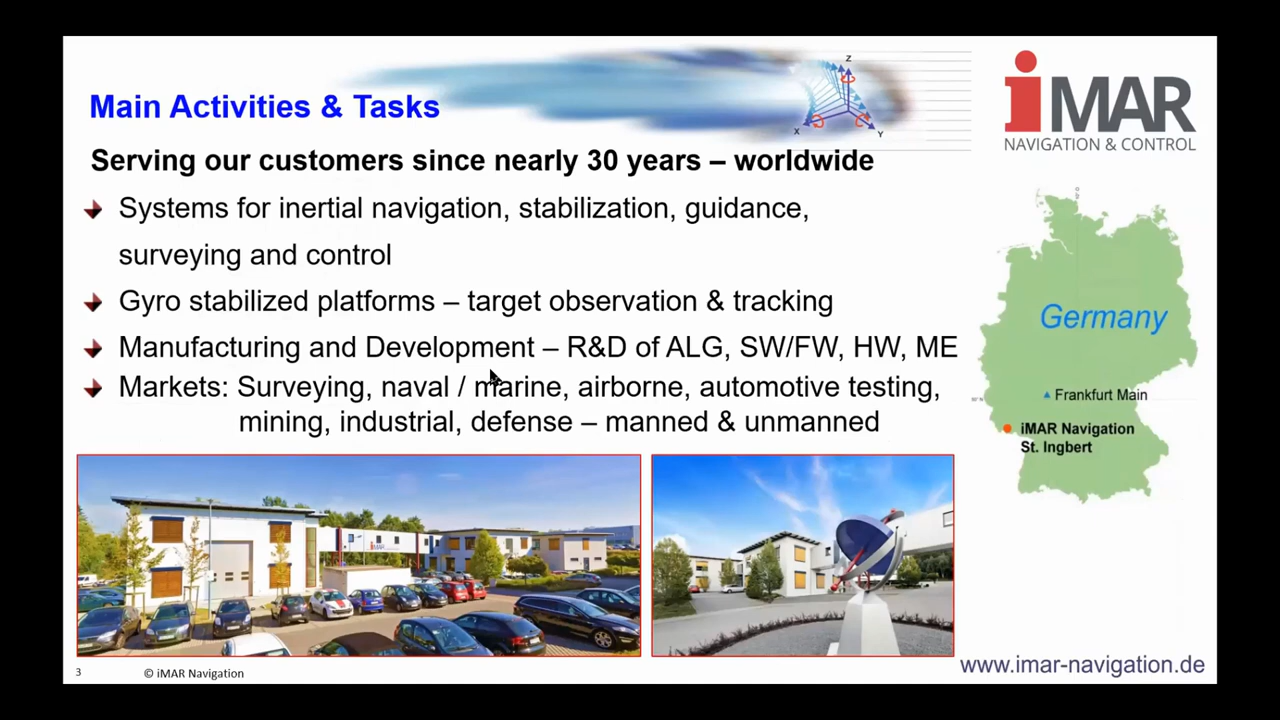 Main Activities & Tasks
Z
X
Y
iMAR
NAVIGATION & CONTROL
Serving our customers since nearly 30 years – worldwide
Systems for inertial navigation, stabilization, guidance,
surveying and control
Gyro stabilized platforms – target observation & tracking
Manufacturing and Development – R&D of ALG, SW/FW, HW, ME
Markets: Surveying, naval / marine, airborne, automotive testing,
mining, industrial, defense – manned & unmanned
Germany
Frankfurt Main
iMAR Navigation
St. Ingbert
iMAR
www.imar-navigation.de
3
© iMAR Navigation